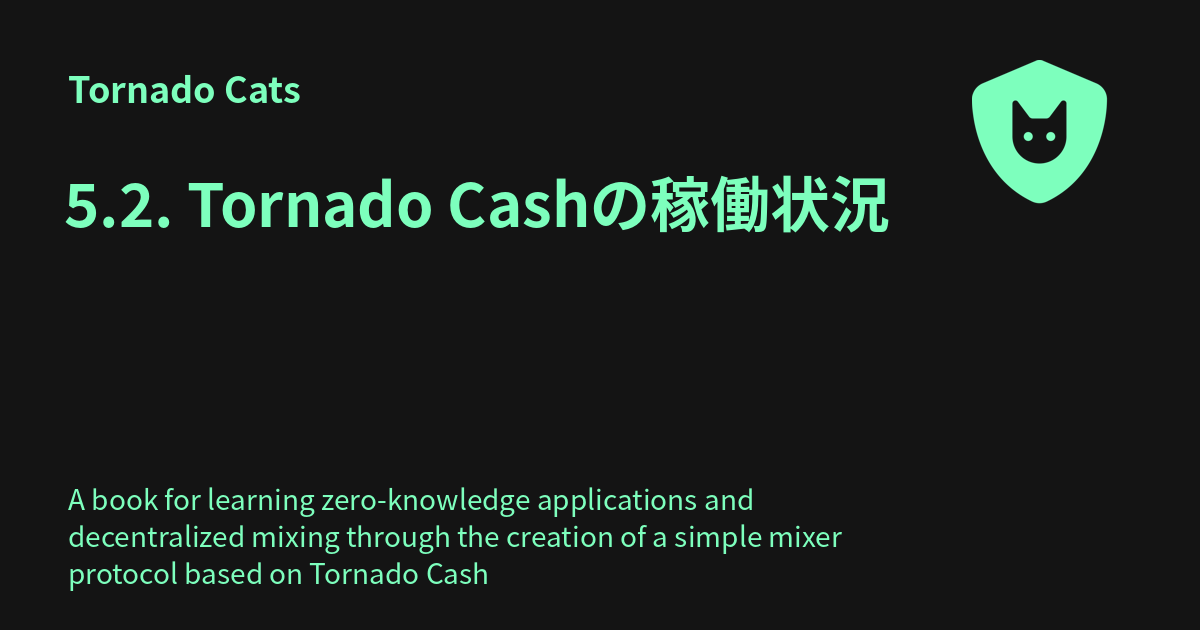 Tornado Cats
5.2. Tornado Cashの稼働状況
A book for learning zero-knowledge applications and
decentralized mixing through the creation of a simple mixer
protocol based on Tornado Cash